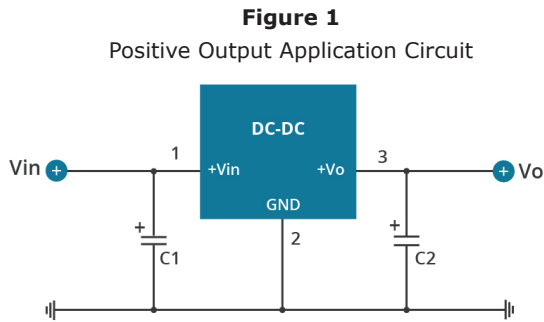 Figure 1
Positive Output Application Circuit
DC-DC
Vin + 1 +Vin +Vo 3 + Vo
GND
+ C1 2 + C2